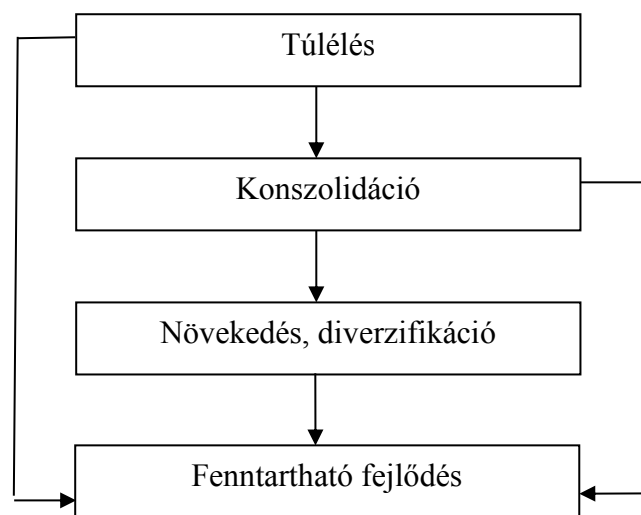 Túlélés
Konszolidáció
Növekedés, diverzifikáció
Fenntartható fejlődés